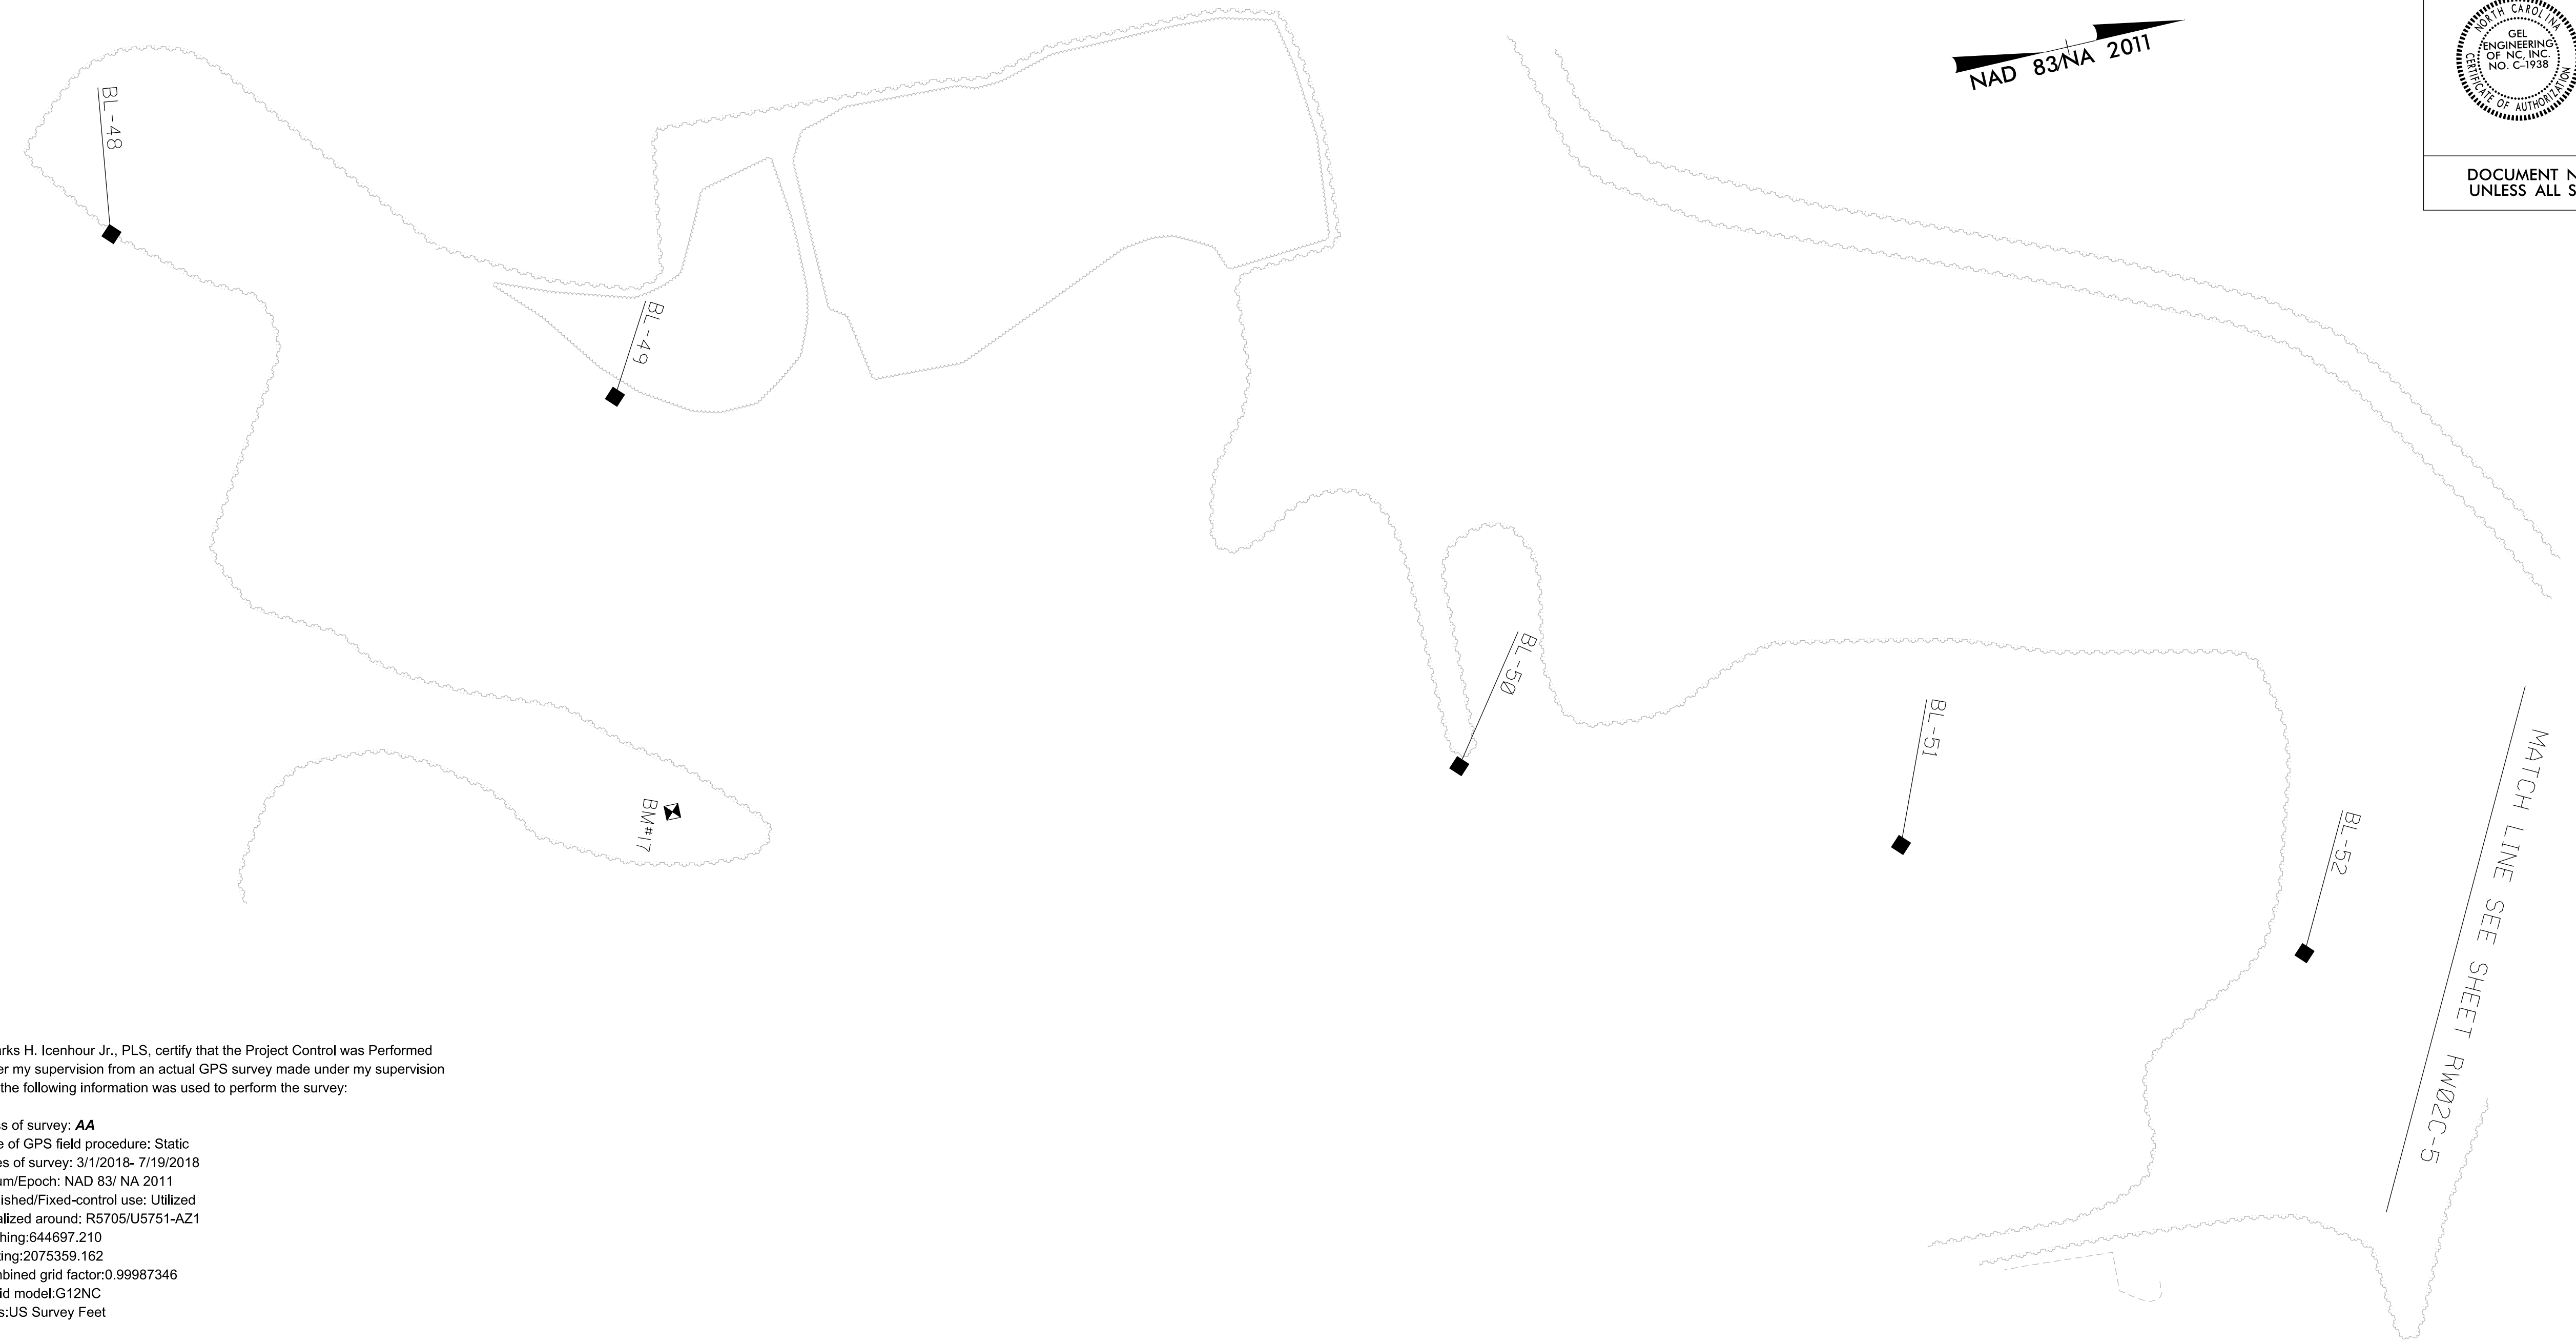 NORTH CAROLINA
GEL
ENGINEERING
OF NC, INC.
NO. C-1938
CERTIFICATE OF AUTHORIZATION
DOCUMENT N
UNLESS ALL S
NAD 83/NA 2011
BL-48
BL-49
BL-50
BL-51
BL-52
BM#17
MATCH LINE SEE SHEET RW02C-5
rks H. Icenhour Jr., PLS, certify that the Project Control was Performed
er my supervision from an actual GPS survey made under my supervision
the following information was used to perform the survey:
s of survey: AA
e of GPS field procedure: Static
es of survey: 3/1/2018- 7/19/2018
um/Epoch: NAD 83/ NA 2011
ished/Fixed-control use: Utilized
alized around: R5705/U5751-AZ1
hing:644697.210
ting:2075359.162
bined grid factor:0.99987346
id model:G12NC
s:US Survey Feet